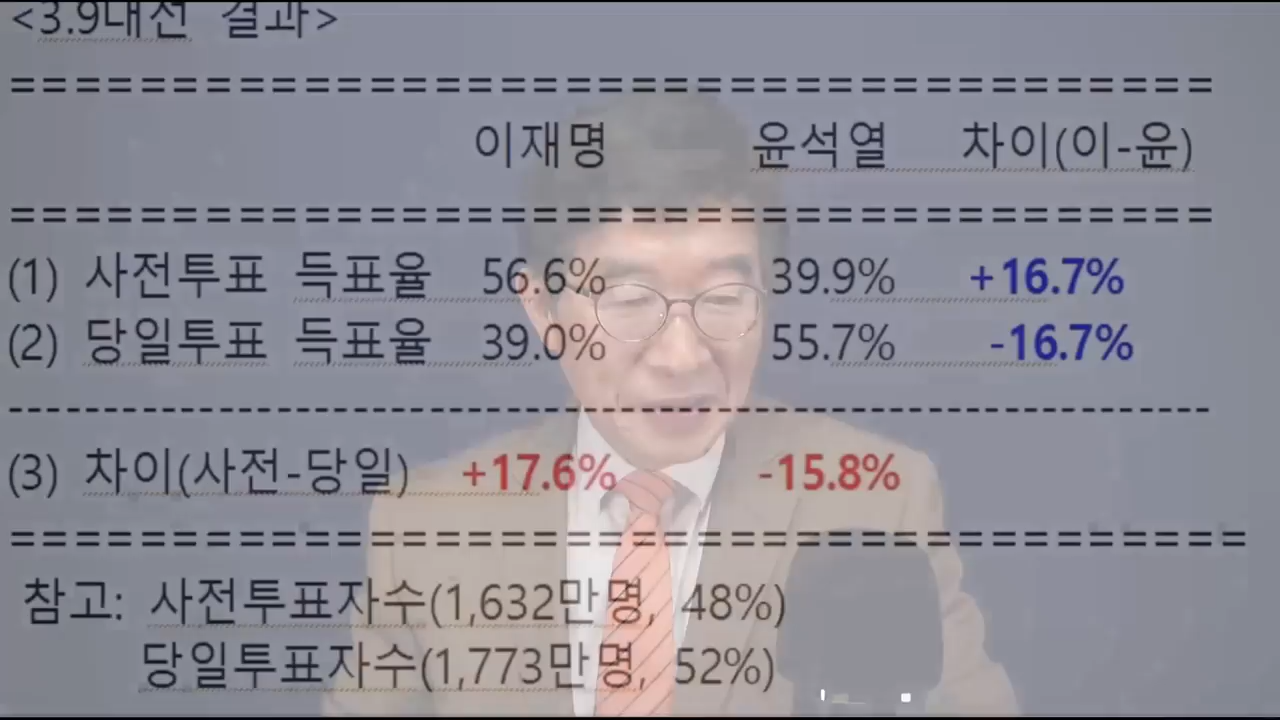 <3.9대선 결과>
======================================
이재명 윤석열 차이(이-윤)
======================================
(1) 사전투표 득표율 56.6% 39.9% +16.7%
(2) 당일투표 득표율 39.0% 55.7% -16.7%
--------------------------------------------------------------------------
(3) 차이(사전-당일) +17.6% -15.8%
=======================================
참고: 사전투표자수(1,632만명, 48%)
당일투표자수(1,773만명, 52%)